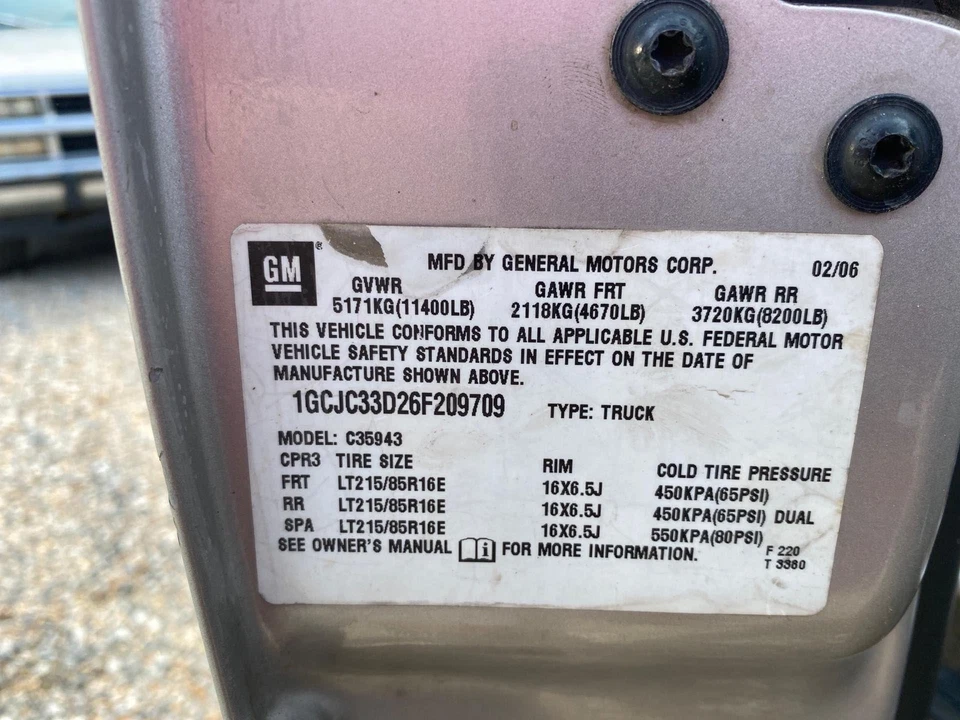 GM ®
MFD BY GENERAL MOTORS CORP. 02/06
GVWR GAWR FRT GAWR RR
5171KG(11400LB) 2118KG(4670LB) 3720KG(8200LB)
THIS VEHICLE CONFORMS TO ALL APPLICABLE U.S. FEDERAL MOTOR
VEHICLE SAFETY STANDARDS IN EFFECT ON THE DATE OF
MANUFACTURE SHOWN ABOVE.
1GCJC33D26F209709 TYPE: TRUCK
MODEL: C35943
CPR3 TIRE SIZE RIM COLD TIRE PRESSURE
FRT LT215/85R16E 16X6.5J 450KPA(65PSI)
RR LT215/85R16E 16X6.5J 450KPA(65PSI) DUAL
SPA LT215/85R16E 16X6.5J 550KPA(80PSI)
SEE OWNER'S MANUAL i FOR MORE INFORMATION. F 220
T 3380